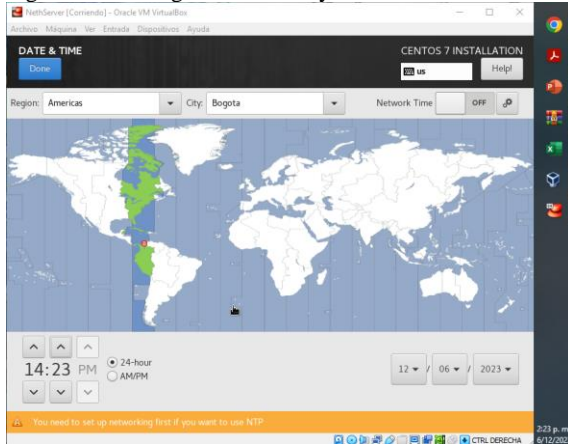 NethServer [Corriendo] - Oracle VM VirtualBox
Archivo Máquina Ver Entrada Dispositivos Ayuda
DATE & TIME
CENTOS 7 INSTALLATION
Done
us
Help!
Region: Americas City: Bogota Network Time OFF
14:23 PM
24-hour
AM/PM
12 / 06 / 2023
You need to set up networking first if you want to use NTP
CTRL DERECHA
2:23 p. m
6/12/202